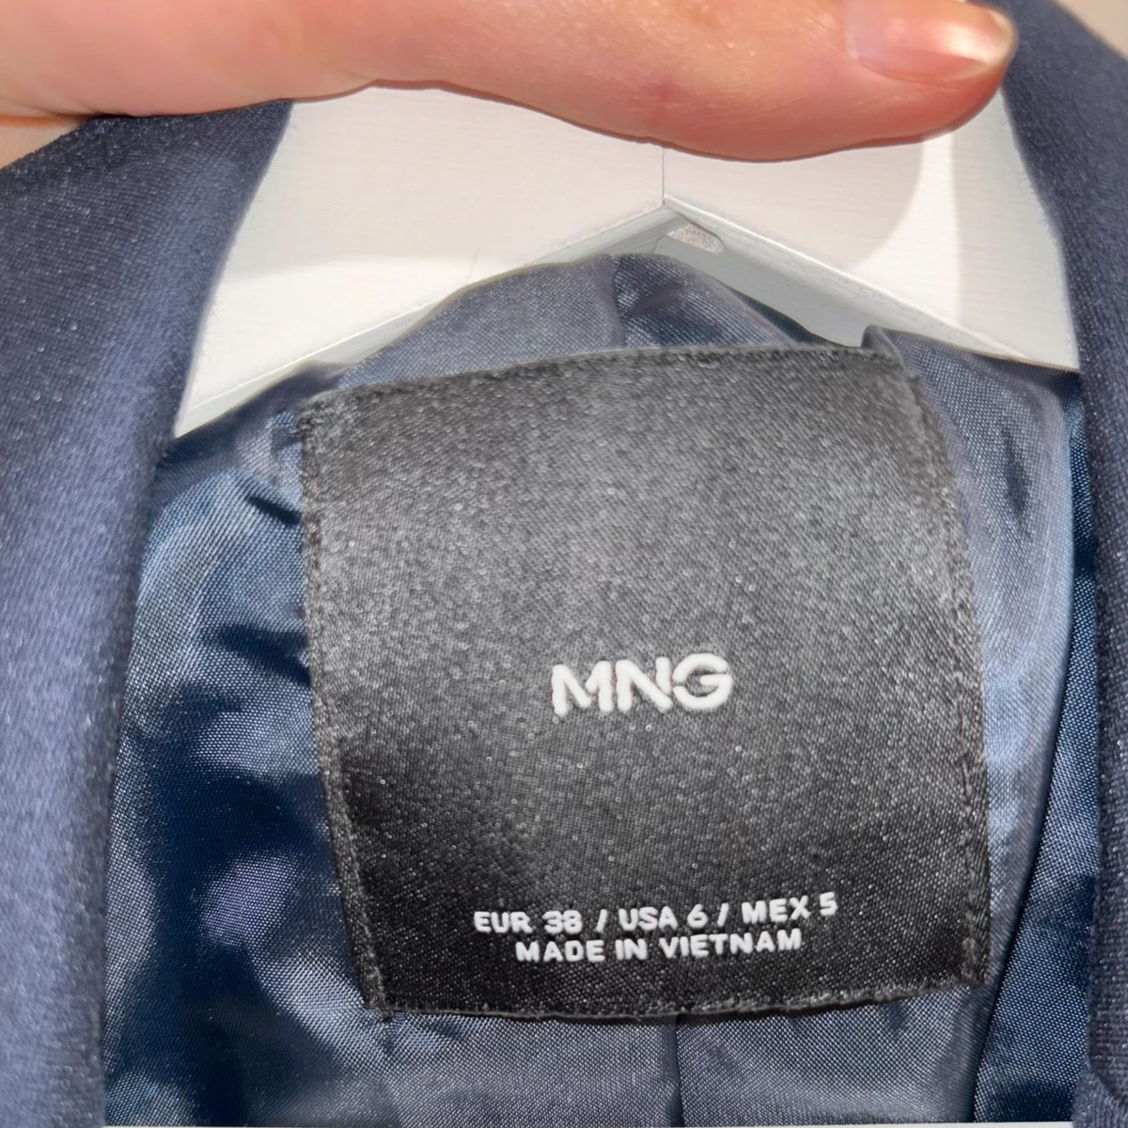 MNG
EUR 38 / USA 6 / MEX 5
MADE IN VIETNAM